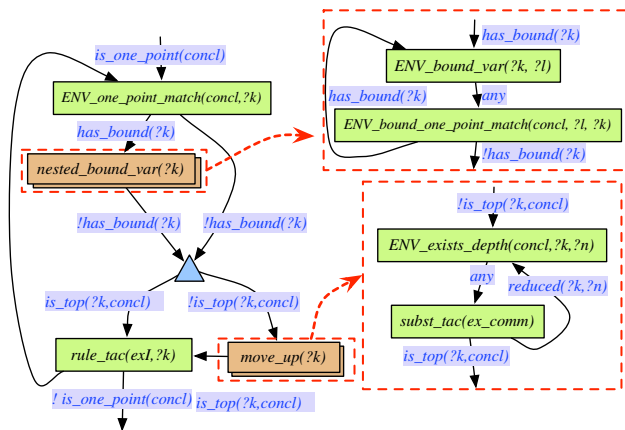 is_one_point(concl)
ENV_one_point_match(concl,?k)
has_bound(?k)
nested_bound_var(?k)
!has_bound(?k)
!has_bound(?k)
is_top(?k,concl)
!is_top(?k,concl)
rule_tac(exI,?k)
move_up(?k)
! is_one_point(concl)
is_top(?k,concl)
has_bound(?k)
ENV_bound_var(?k, ?l)
has_bound(?k)
any
ENV_bound_one_point_match(concl, ?l, ?k)
!has_bound(?k)
!is_top(?k,concl)
ENV_exists_depth(concl,?k,?n)
any
reduced(?k,?n)
subst_tac(ex_comm)
is_top(?k,concl)